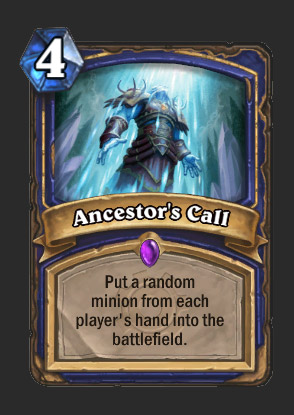 4
Ancestor's Call
Put a random
minion from each
player's hand into the
battlefield.